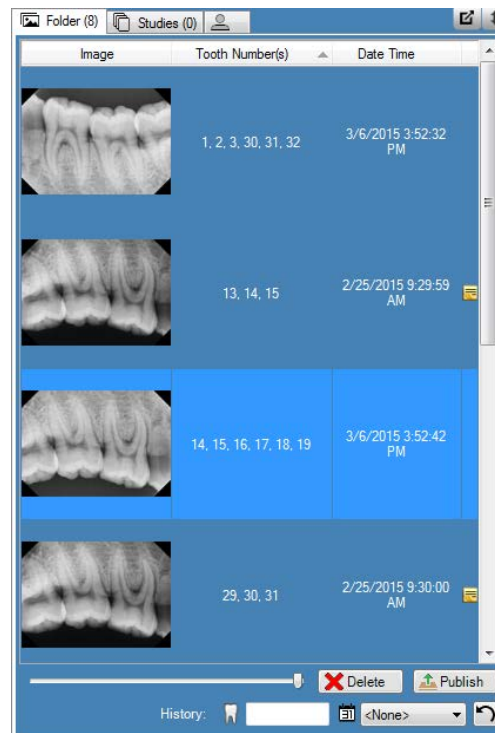 Folder (8) Studies (0)
Image Tooth Number(s) Date Time
1, 2, 3, 30, 31, 32 3/6/2015 3:52:32
PM
13, 14, 15 2/25/2015 9:29:59
AM
14, 15, 16, 17, 18, 19 3/6/2015 3:52:42
PM
29, 30, 31 2/25/2015 9:30:00
AM
Delete Publish
History: 31 <None>